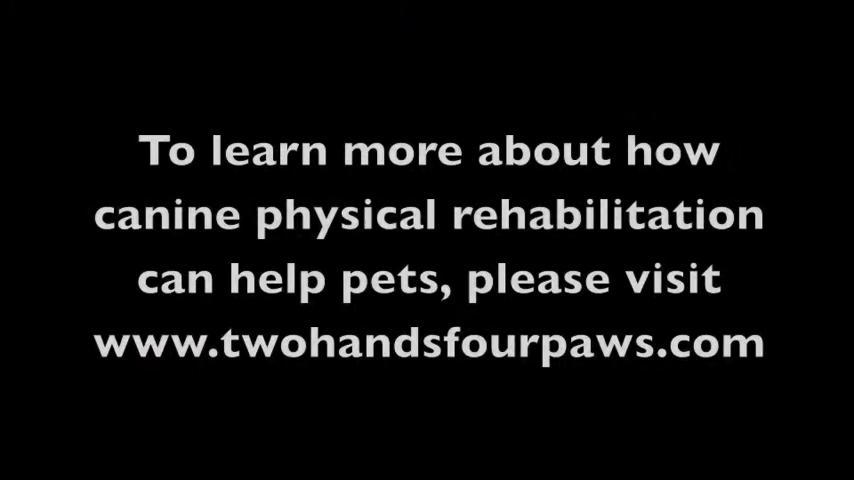 To learn more about how
canine physical rehabilitation
can help pets, please visit
www.twohandsfourpaws.com